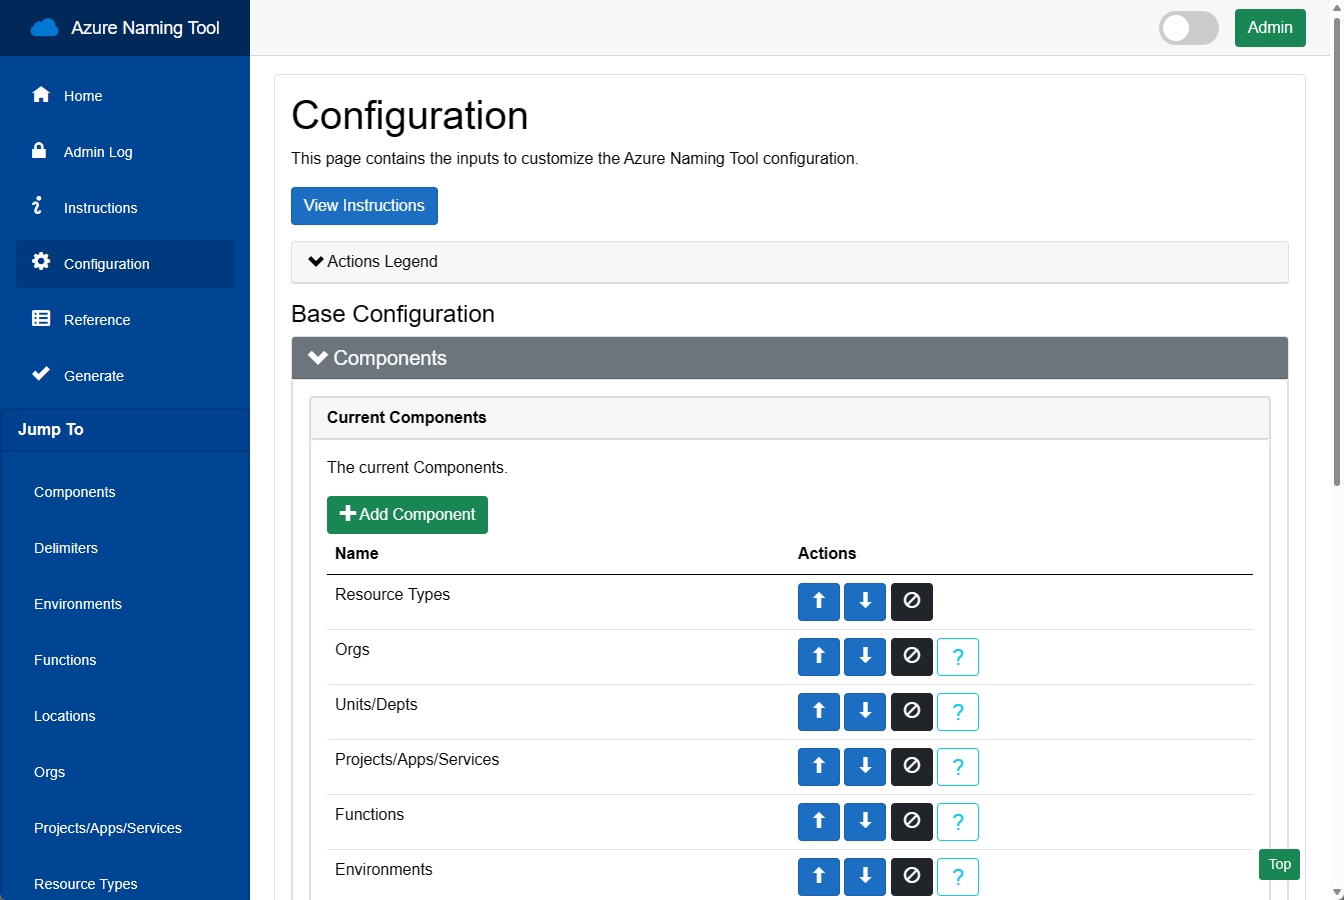 Azure Naming Tool
Admin
Home
Admin Log
Instructions
Configuration
Reference
Generate
Jump To
Components
Delimiters
Environments
Functions
Locations
Orgs
Projects/Apps/Services
Resource Types
Configuration
This page contains the inputs to customize the Azure Naming Tool configuration.
View Instructions
Actions Legend
Base Configuration
Components
Current Components
The current Components.
Add Component
Name Actions
Resource Types
Orgs ?
Units/Depts ?
Projects/Apps/Services ?
Functions ?
Environments ?
Top